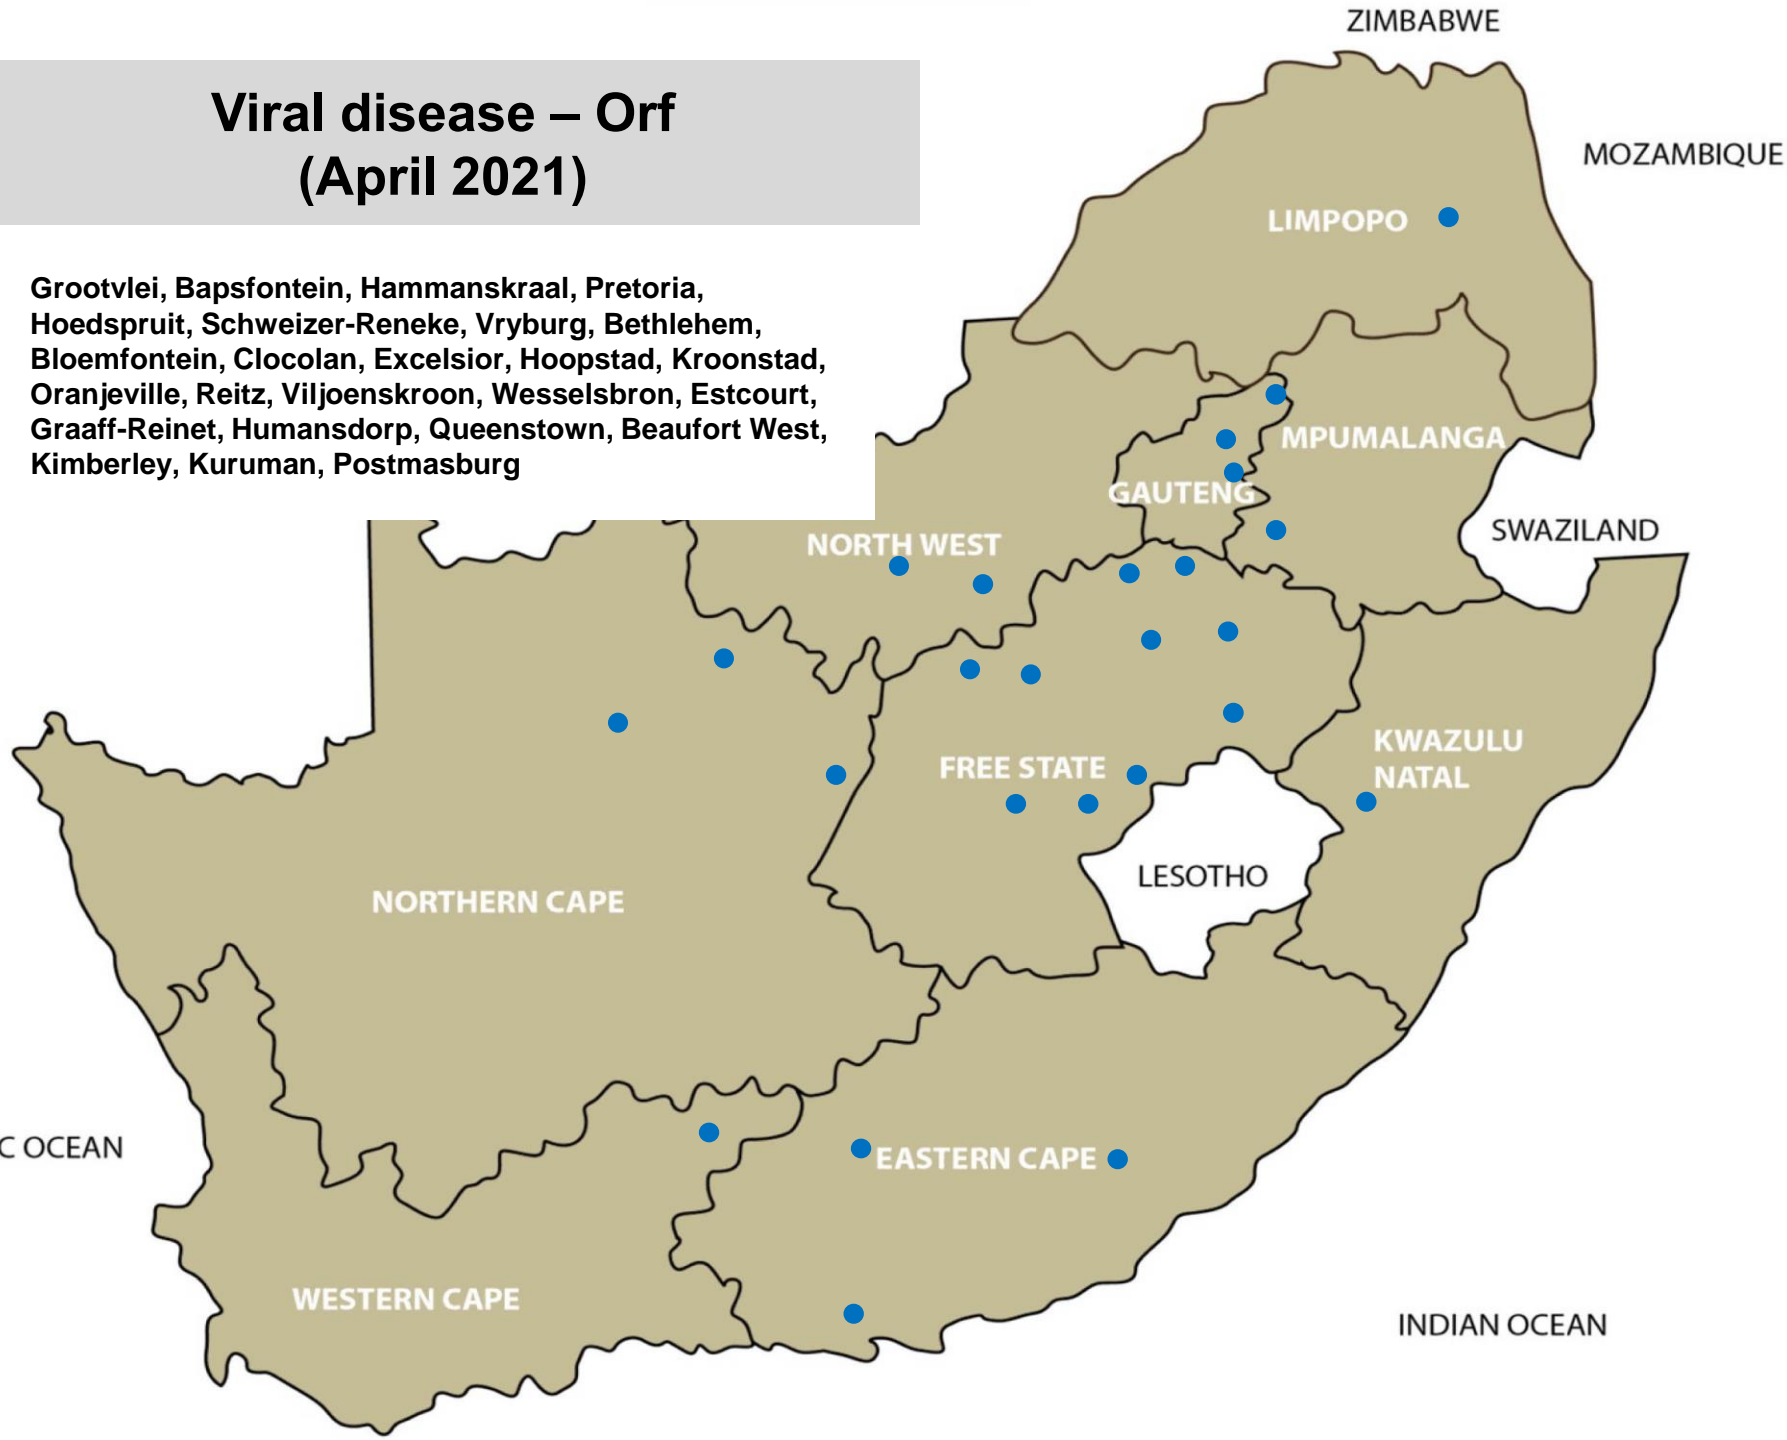 ZIMBABWE
Viral disease – Orf
(April 2021)
MOZAMBIQUE
LIMPOPO
Grootvlei, Bapsfontein, Hammanskraal, Pretoria,
Hoedspruit, Schweizer-Reneke, Vryburg, Bethlehem,
Bloemfontein, Clocolan, Excelsior, Hoopstad, Kroonstad,
Oranjeville, Reitz, Viljoenskroon, Wesselsbron, Estcourt,
Graaff-Reinet, Humansdorp, Queenstown, Beaufort West,
Kimberley, Kuruman, Postmasburg
MPUMALANGA
GAUTENG
NORTH WEST
SWAZILAND
FREE STATE
KWAZULU
NATAL
LESOTHO
NORTHERN CAPE
C OCEAN
EASTERN CAPE
WESTERN CAPE
INDIAN OCEAN